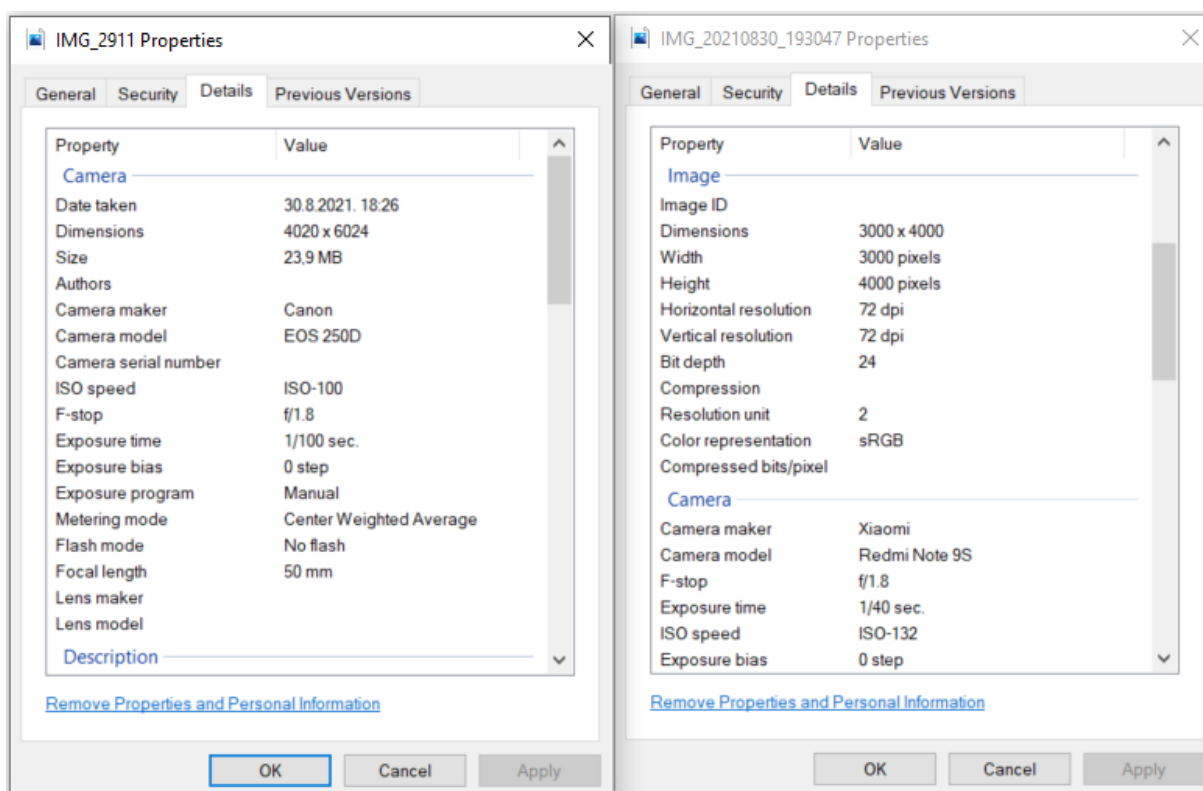 IMG_2911 Properties
General Security Details Previous Versions
Property Value
Camera
Date taken 30.8.2021. 18:26
Dimensions 4020 x 6024
Size 23,9 MB
Authors
Camera maker Canon
Camera model EOS 250D
Camera serial number
ISO speed ISO-100
F-stop f/1.8
Exposure time 1/100 sec.
Exposure bias 0 step
Exposure program Manual
Metering mode Center Weighted Average
Flash mode No flash
Focal length 50 mm
Lens maker
Lens model
Description
Remove Properties and Personal Information
OK Cancel Apply
IMG_20210830_193047 Properties
General Security Details Previous Versions
Property Value
Image
Image ID
Dimensions 3000 x 4000
Width 3000 pixels
Height 4000 pixels
Horizontal resolution 72 dpi
Vertical resolution 72 dpi
Bit depth 24
Compression
Resolution unit 2
Color representation sRGB
Compressed bits/pixel
Camera
Camera maker Xiaomi
Camera model Redmi Note 9S
F-stop f/1.8
Exposure time 1/40 sec.
ISO speed ISO-132
Exposure bias 0 step
Remove Properties and Personal Information
OK Cancel Apply